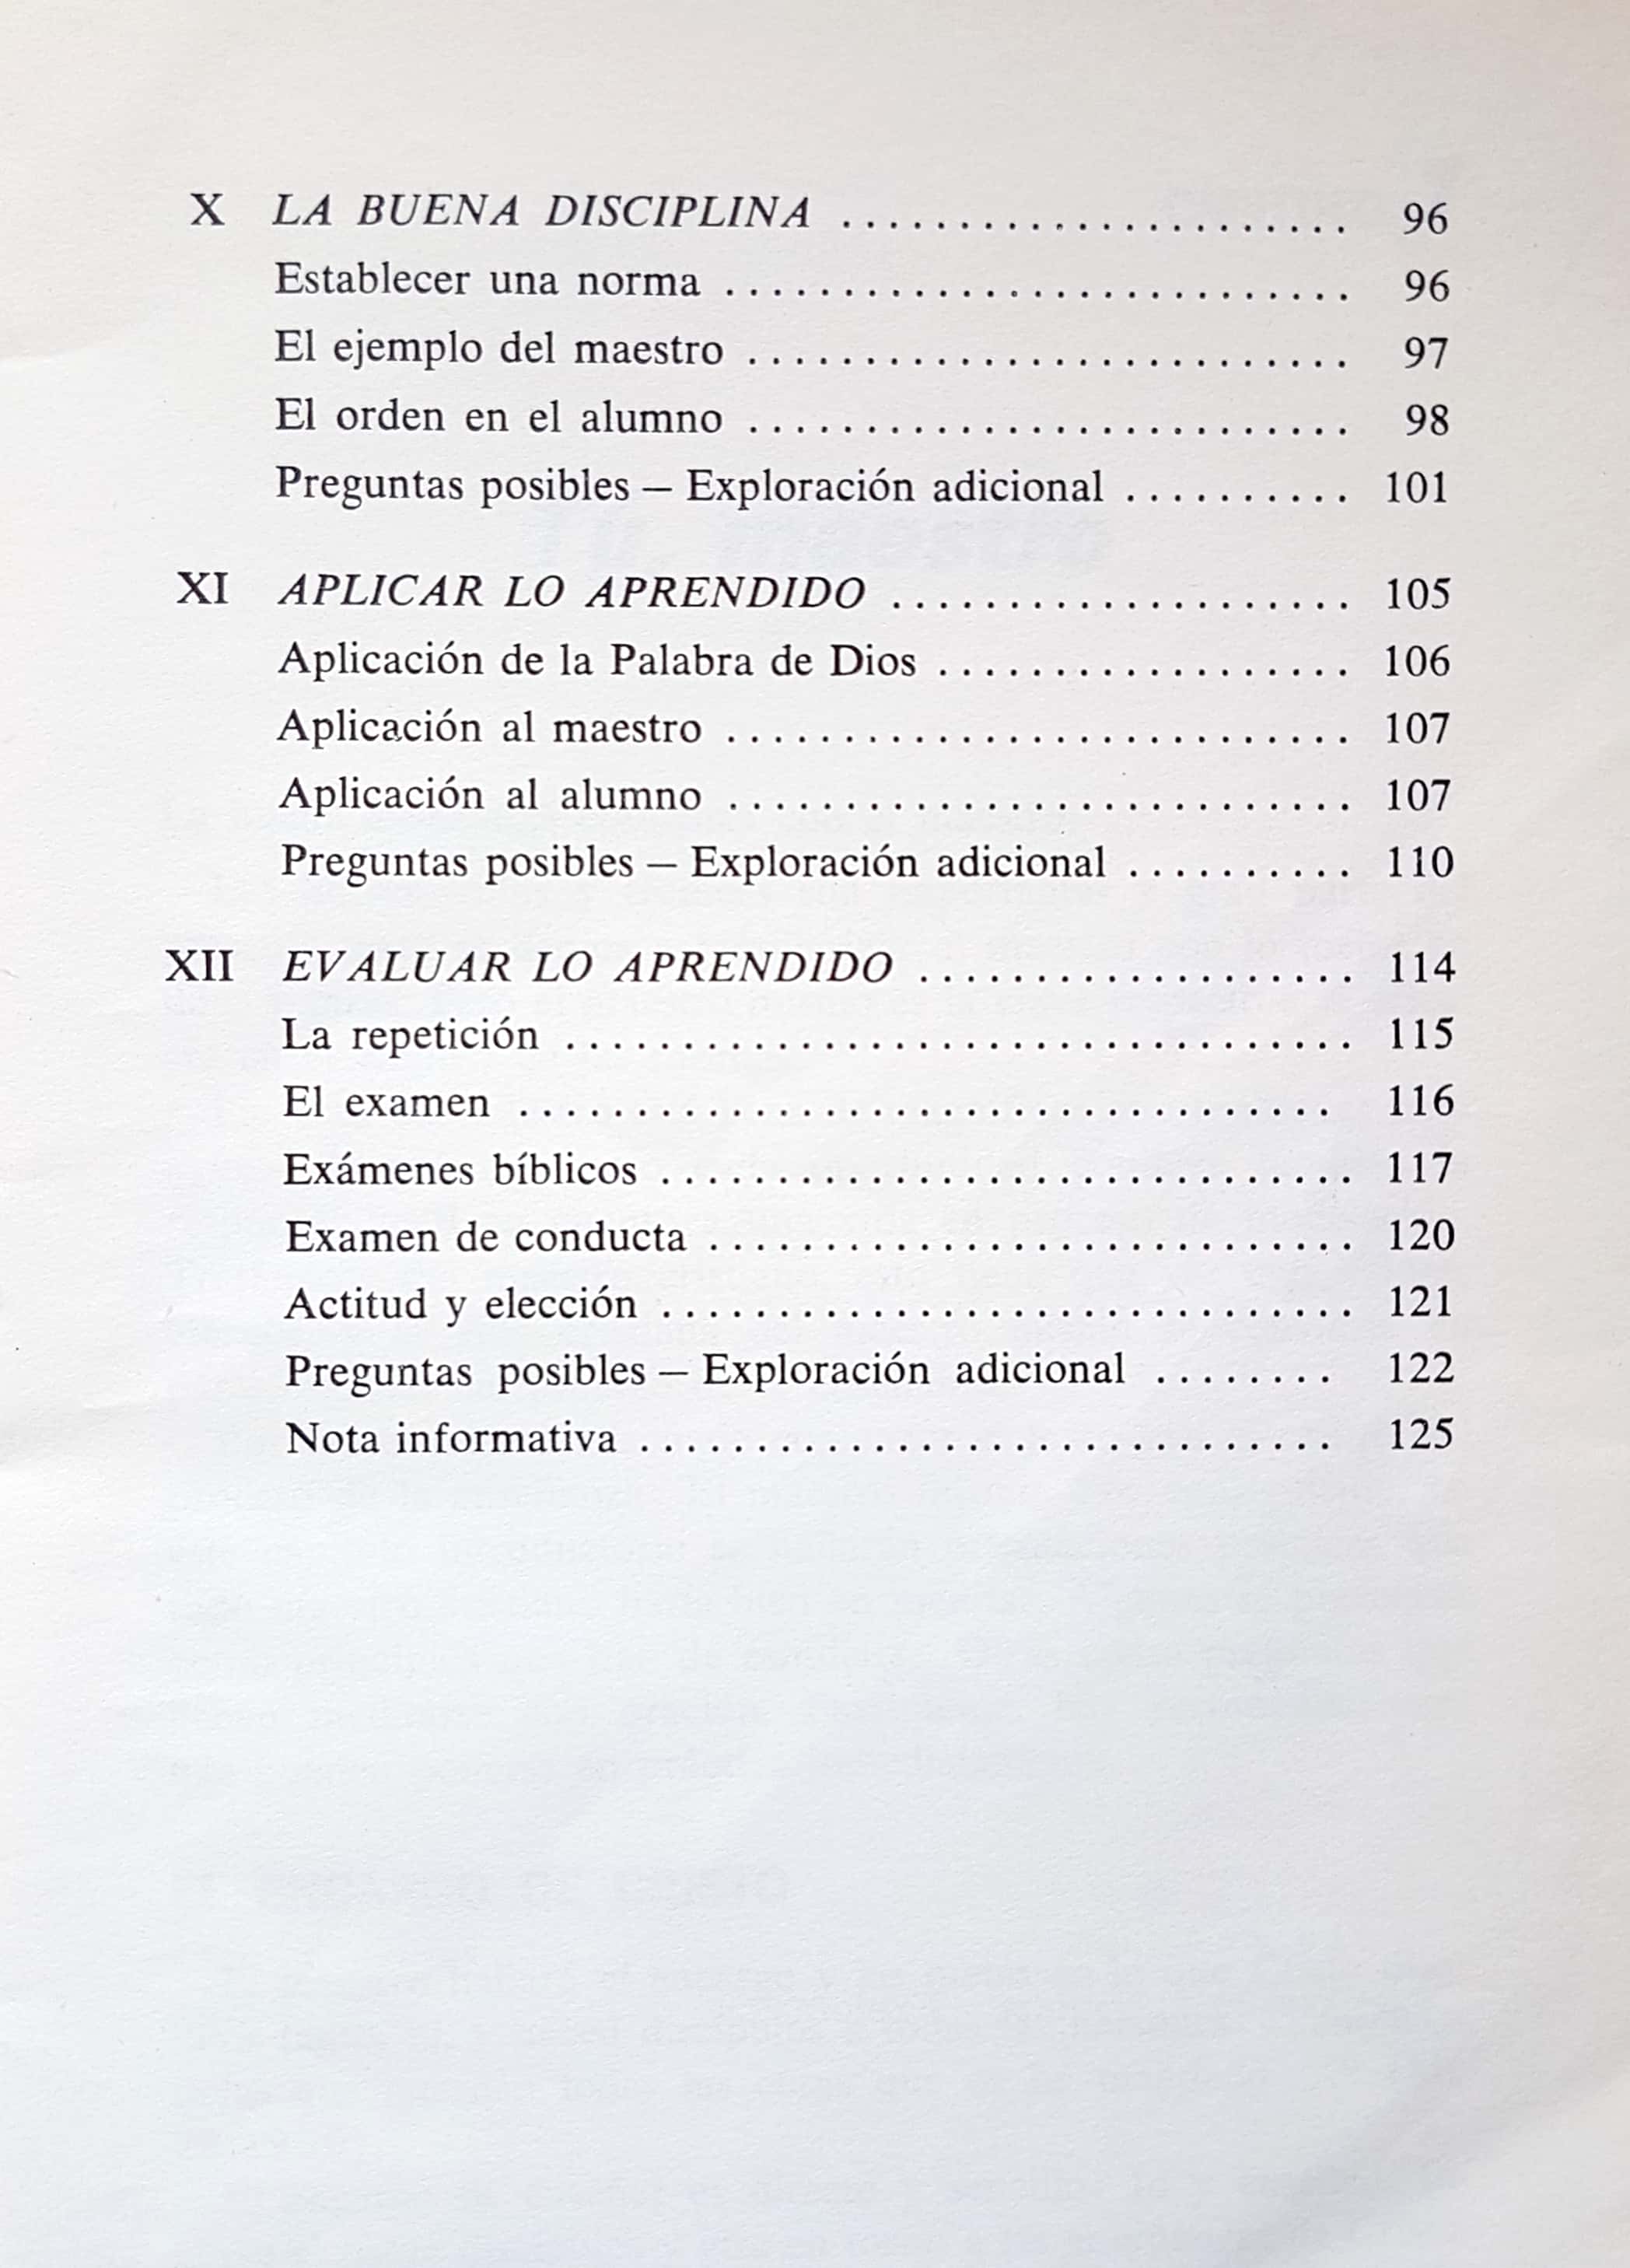 X LA BUENA DISCIPLINA ...................... 96
Establecer una norma ........................... 96
El ejemplo del maestro .......................... 97
El orden en el alumno .......................... 98
Preguntas posibles — Exploración adicional .......... 101
XI APLICAR LO APRENDIDO .................... 105
Aplicación de la Palabra de Dios .................. 106
Aplicación al maestro ........................... 107
Aplicación al alumno ........................... 107
Preguntas posibles — Exploración adicional .......... 110
XII EVALUAR LO APRENDIDO ................... 114
La repetición .................................. 115
El examen ................................... 116
Exámenes bíblicos .............................. 117
Examen de conducta ............................ 120
Actitud y elección .............................. 121
Preguntas posibles — Exploración adicional ........ 122
Nota informativa .............................. 125